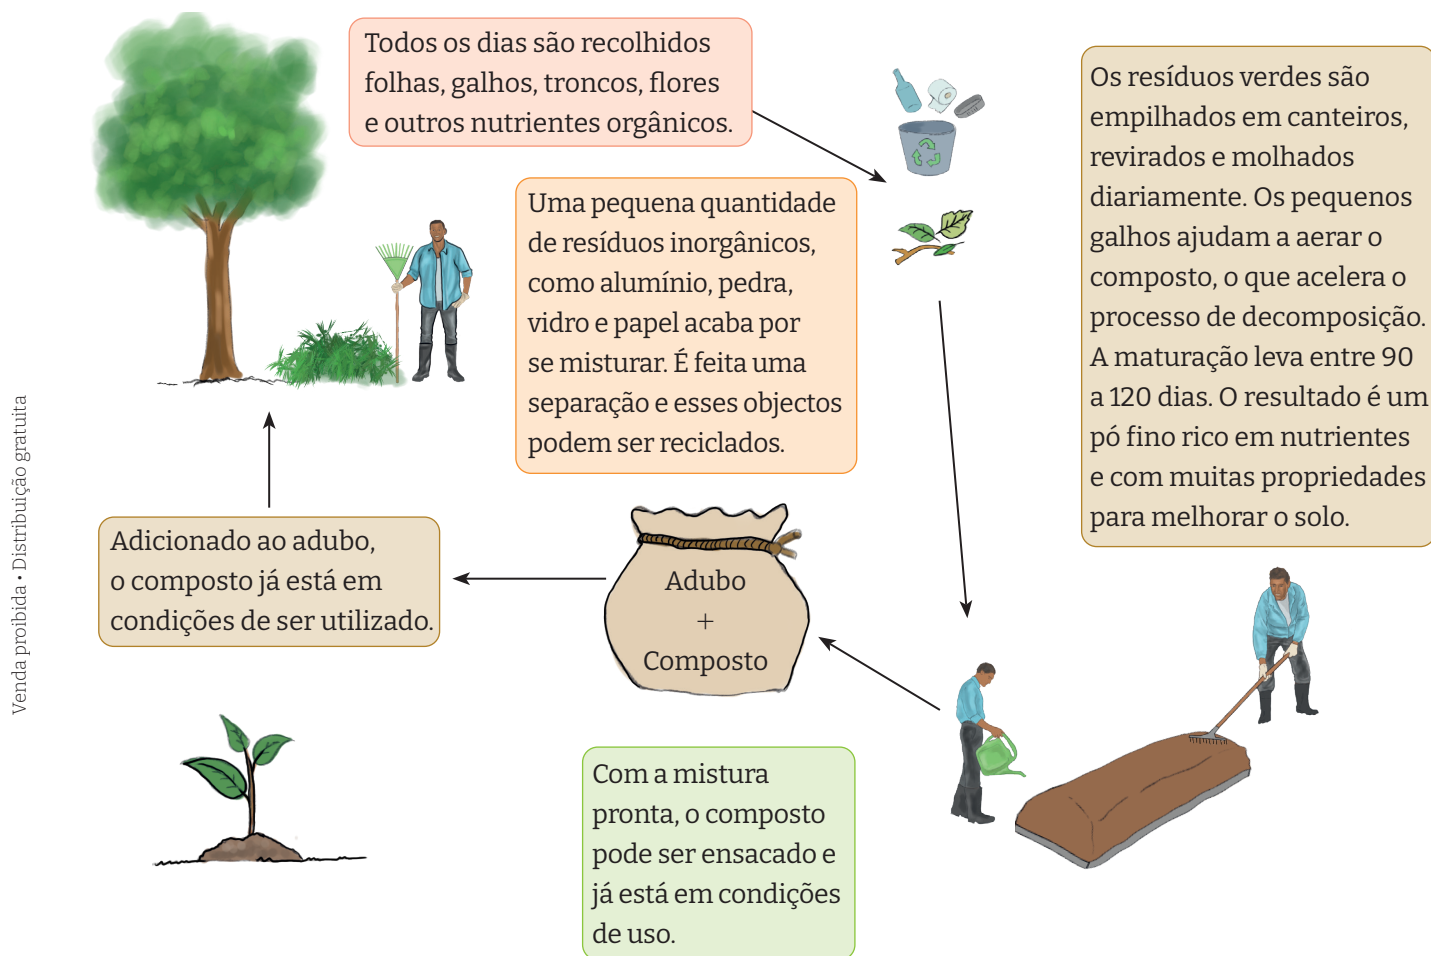 Todos os dias são recolhidos
folhas, galhos, troncos, flores
e outros nutrientes orgânicos.
Uma pequena quantidade
de resíduos inorgânicos,
como alumínio, pedra,
vidro e papel acaba por
se misturar. É feita uma
separação e esses objectos
podem ser reciclados.
Os resíduos verdes são
empilhados em canteiros,
revirados e molhados
diariamente. Os pequenos
galhos ajudam a aerar o
composto, o que acelera o
processo de decomposição.
A maturação leva entre 90
a 120 dias. O resultado é um
pó fino rico em nutrientes
e com muitas propriedades
para melhorar o solo.
Adubo
+
Composto
Com a mistura
pronta, o composto
pode ser ensacado e
já está em condições
de uso.
Adicionado ao adubo,
o composto já está em
condições de ser utilizado.
Venda proibida • Distribuição gratuita